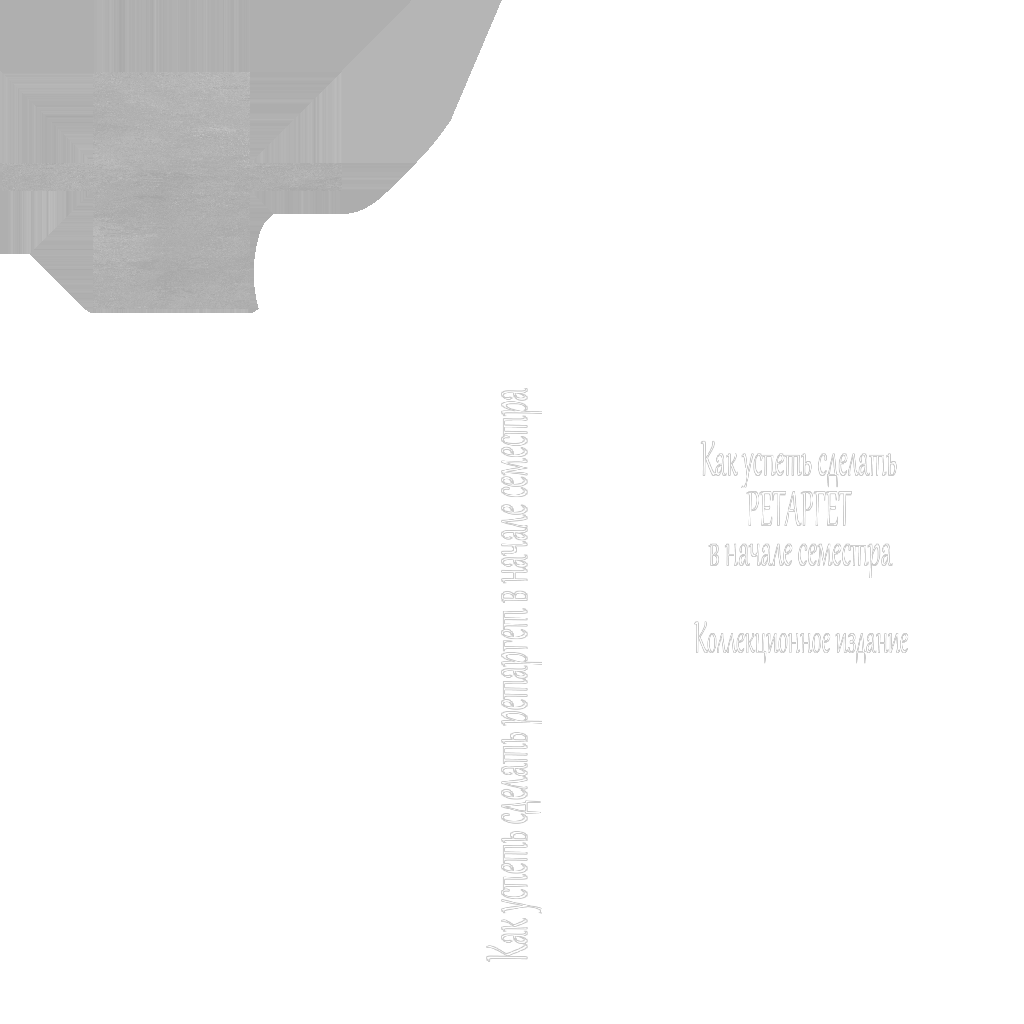 Как успеть сделать ретаргет в начале семестра
Как успеть сделать
РЕТАРГЕТ
в начале семестра
Коллекционное издание